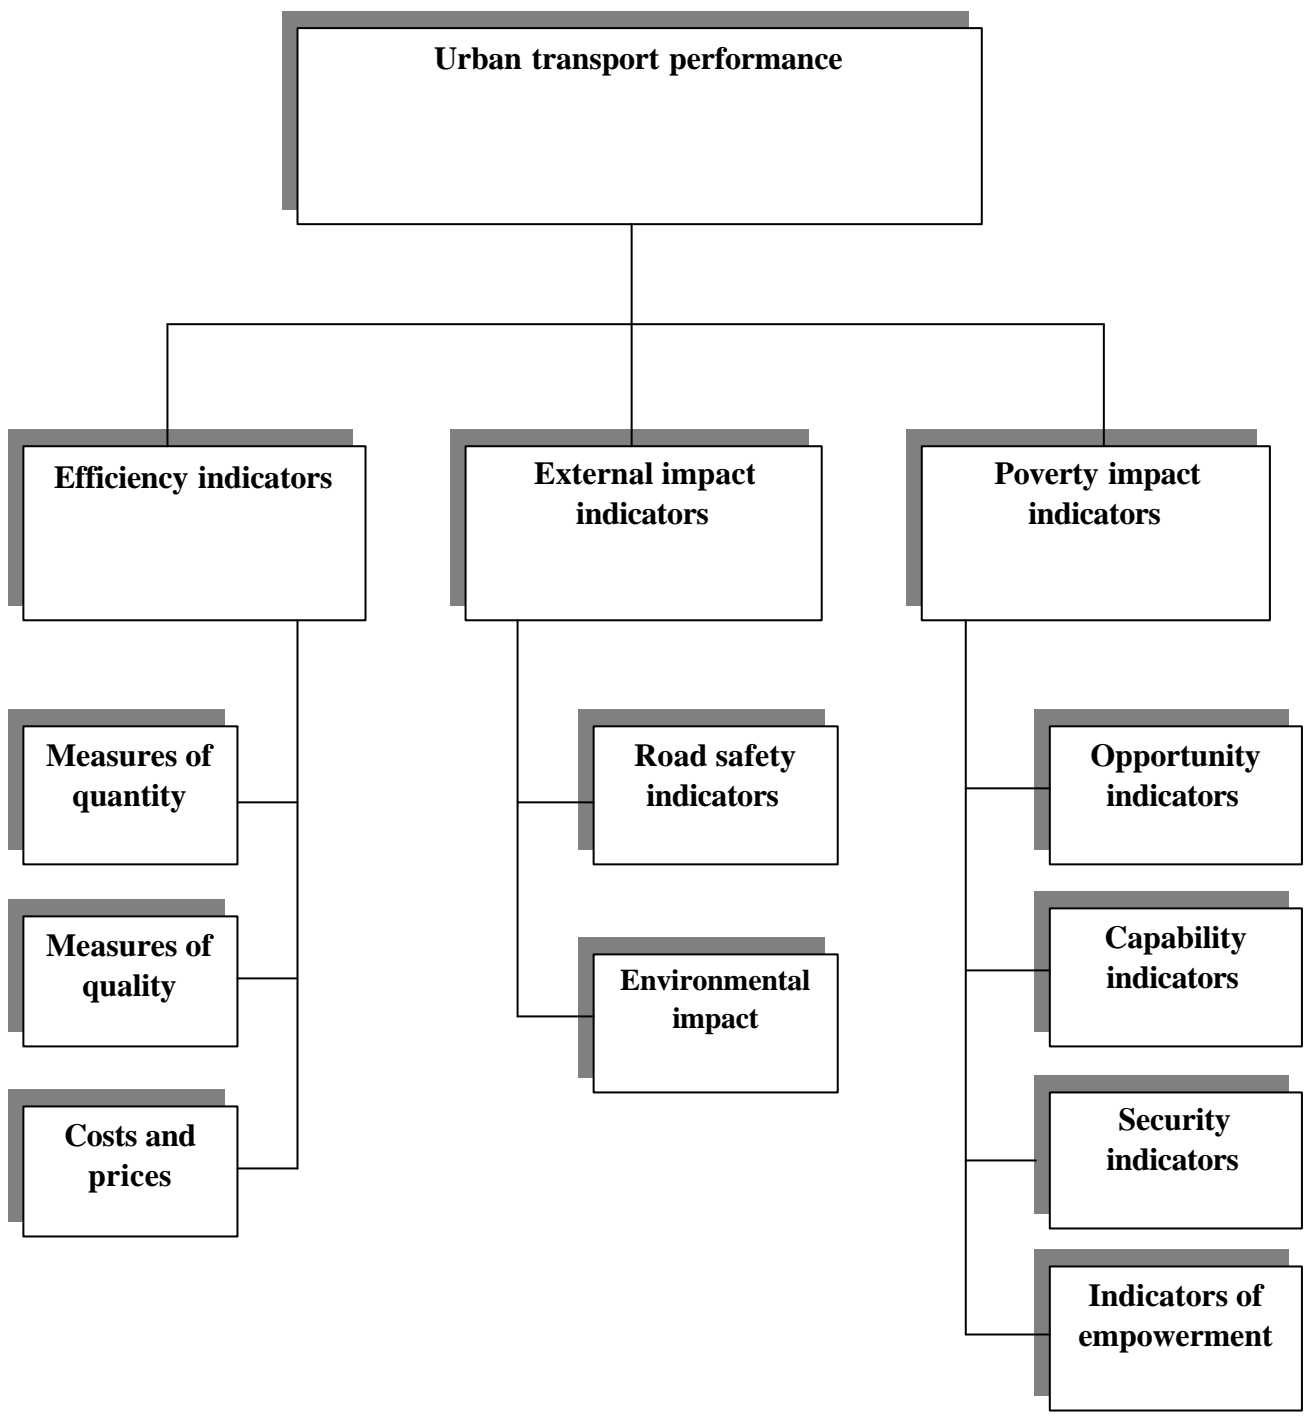 Urban transport performance
Efficiency indicators
External impact
indicators
Poverty impact
indicators
Measures of
quantity
Measures of
quality
Costs and
prices
Road safety
indicators
Environmental
impact
Opportunity
indicators
Capability
indicators
Security
indicators
Indicators of
empowerment